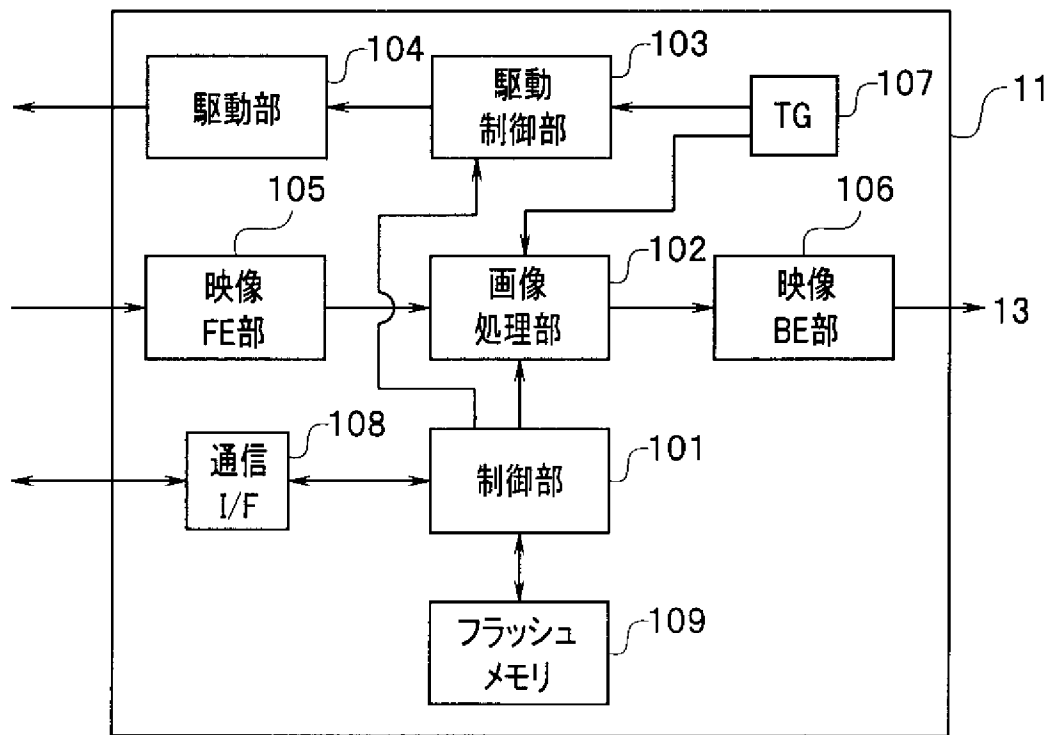 104
103
107
11
駆動部
駆動
制御部
TG
105
106
102
映像
FE部
画像
処理部
映像
BE部
13
108
101
通信
I/F
制御部
109
フラッシュ
メモリ